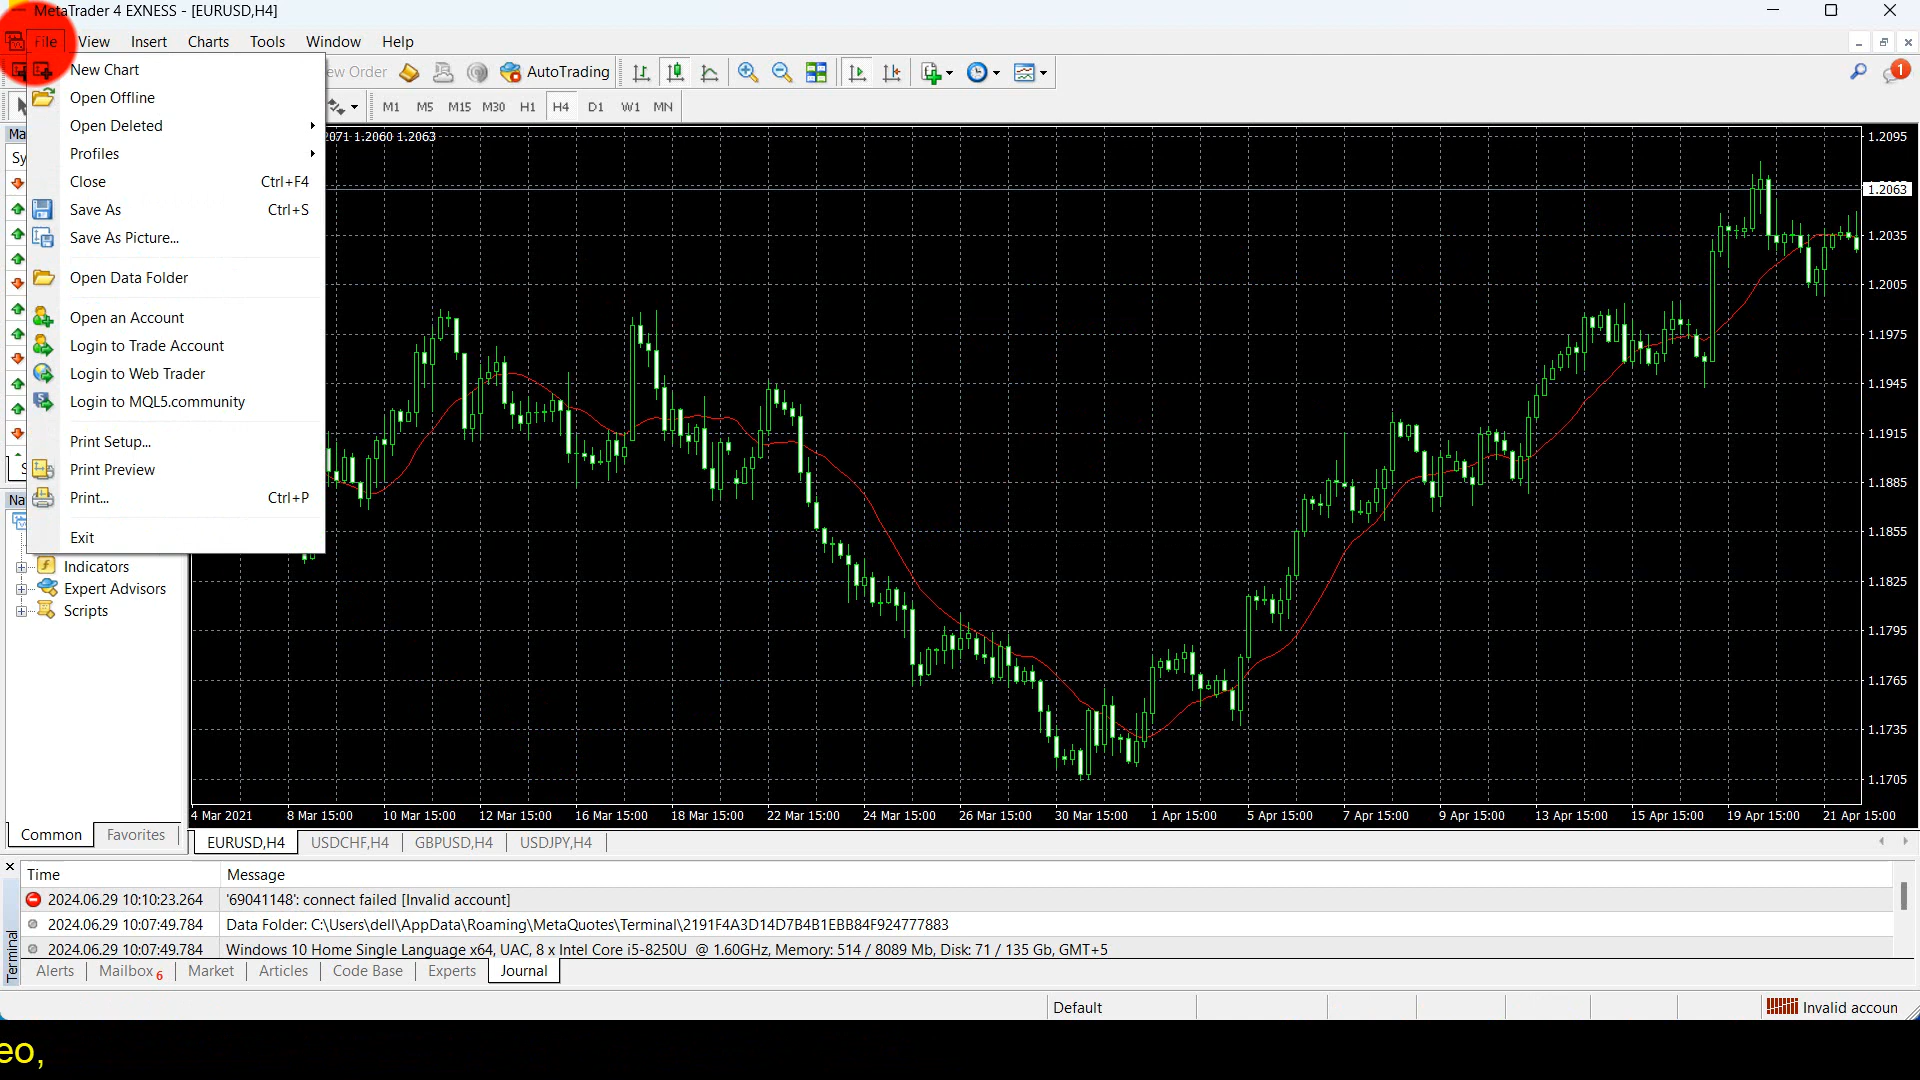 MetaTrader 4 EXNESS - [EURUSD,H4]
File View Insert Charts Tools Window Help
New Chart
Open Offline
Open Deleted
Profiles
Close Ctrl+F4
Save As Ctrl+S
Save As Picture...
Open Data Folder
Open an Account
Login to Trade Account
Login to Web Trader
Login to MQL5.community
Print Setup...
Print Preview
Print... Ctrl+P
Exit
ew Order AutoTrading 1
M1 M5 M15 M30 H1 H4 D1 W1 MN
Ma
Sy
S
Na
Indicators
Expert Advisors
Scripts
Common Favorites
071 1.2060 1.2063
1.2095
1.2063
1.2035
1.2005
1.1975
1.1945
1.1915
1.1885
1.1855
1.1825
1.1795
1.1765
1.1735
1.1705
4 Mar 2021 8 Mar 15:00 10 Mar 15:00 12 Mar 15:00 16 Mar 15:00 18 Mar 15:00 22 Mar 15:00 24 Mar 15:00 26 Mar 15:00 30 Mar 15:00 1 Apr 15:00 5 Apr 15:00 7 Apr 15:00 9 Apr 15:00 13 Apr 15:00 15 Apr 15:00 19 Apr 15:00 21 Apr 15:00
EURUSD,H4 USDCHF,H4 GBPUSD,H4 USDJPY,H4
Time Message
2024.06.29 10:10:23.264 '69041148': connect failed [Invalid account]
2024.06.29 10:07:49.784 Data Folder: C:\Users\dell\AppData\Roaming\MetaQuotes\Terminal\2191F4A3D14D7B4B1EBB84F924777883
2024.06.29 10:07:49.784 Windows 10 Home Single Language x64, UAC, 8 x Intel Core i5-8250U @ 1.60GHz, Memory: 514 / 8089 Mb, Disk: 71 / 135 Gb, GMT+5
Terminal
Alerts Mailbox 6 Market Articles Code Base Experts Journal
Default Invalid accoun
eo,